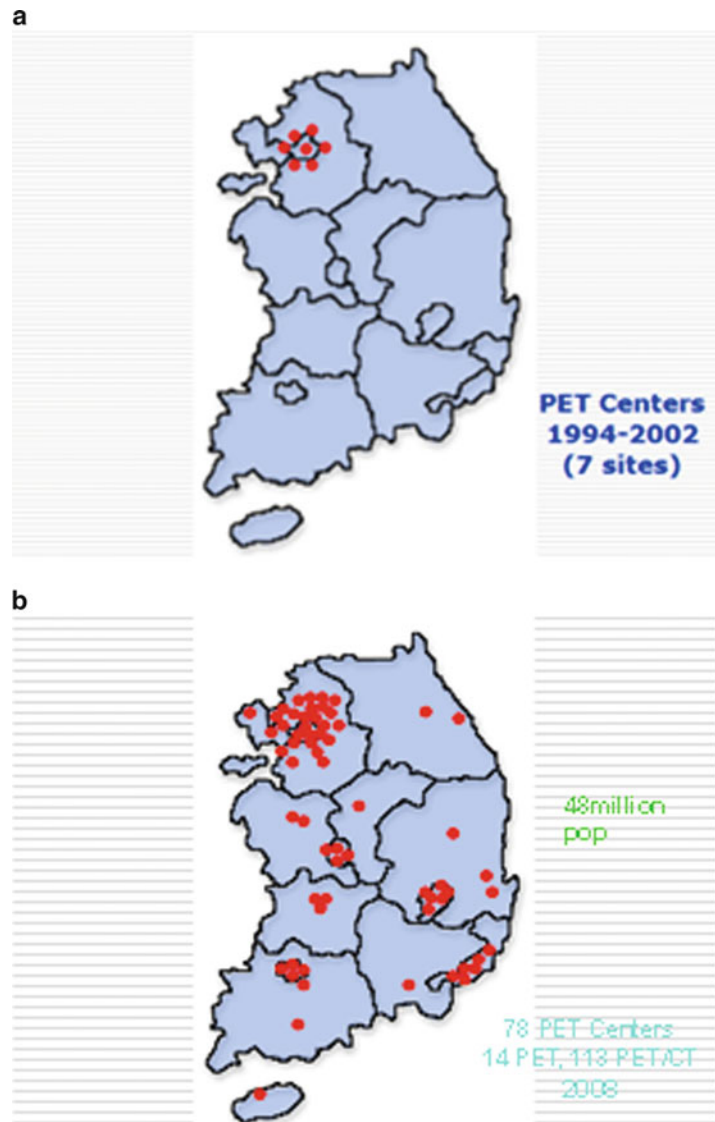 a
PET Centers
1994-2002
(7 sites)
b
48million
pop
78 PET Centers
14 PET, 113 PET/CT
2008